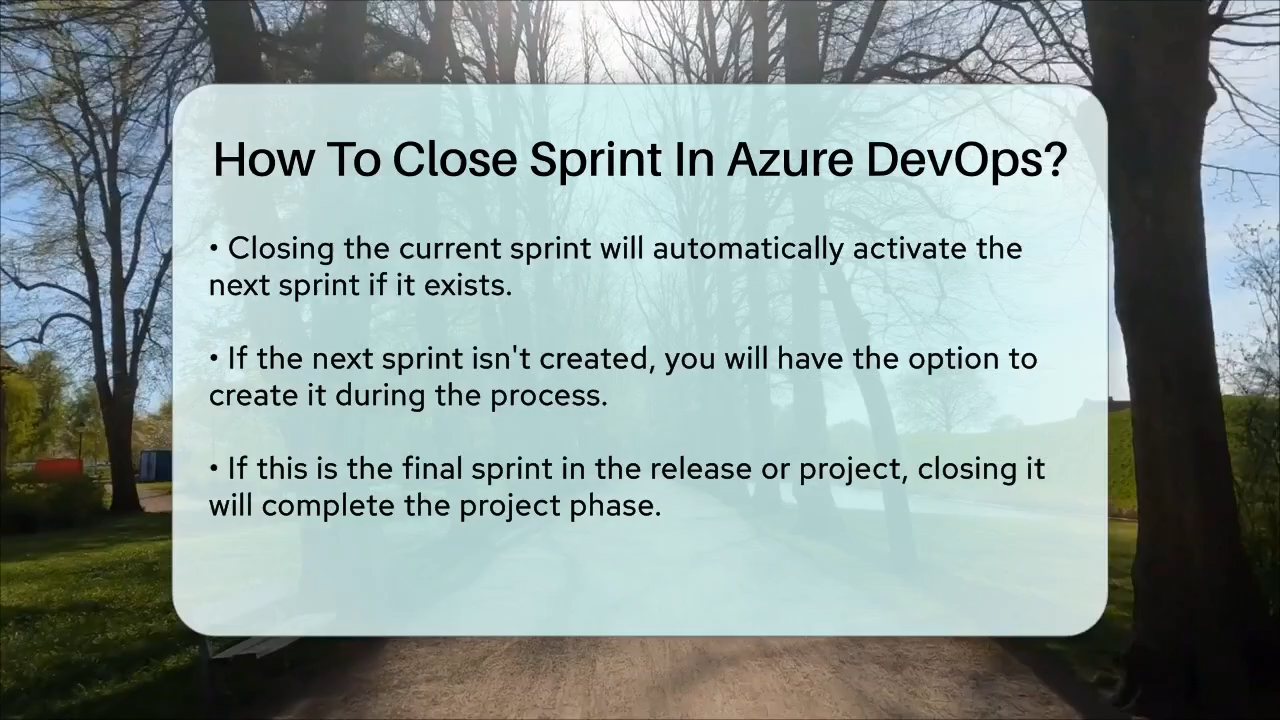 How To Close Sprint In Azure DevOps?
• Closing the current sprint will automatically activate the
next sprint if it exists.
• If the next sprint isn't created, you will have the option to
create it during the process.
• If this is the final sprint in the release or project, closing it
will complete the project phase.